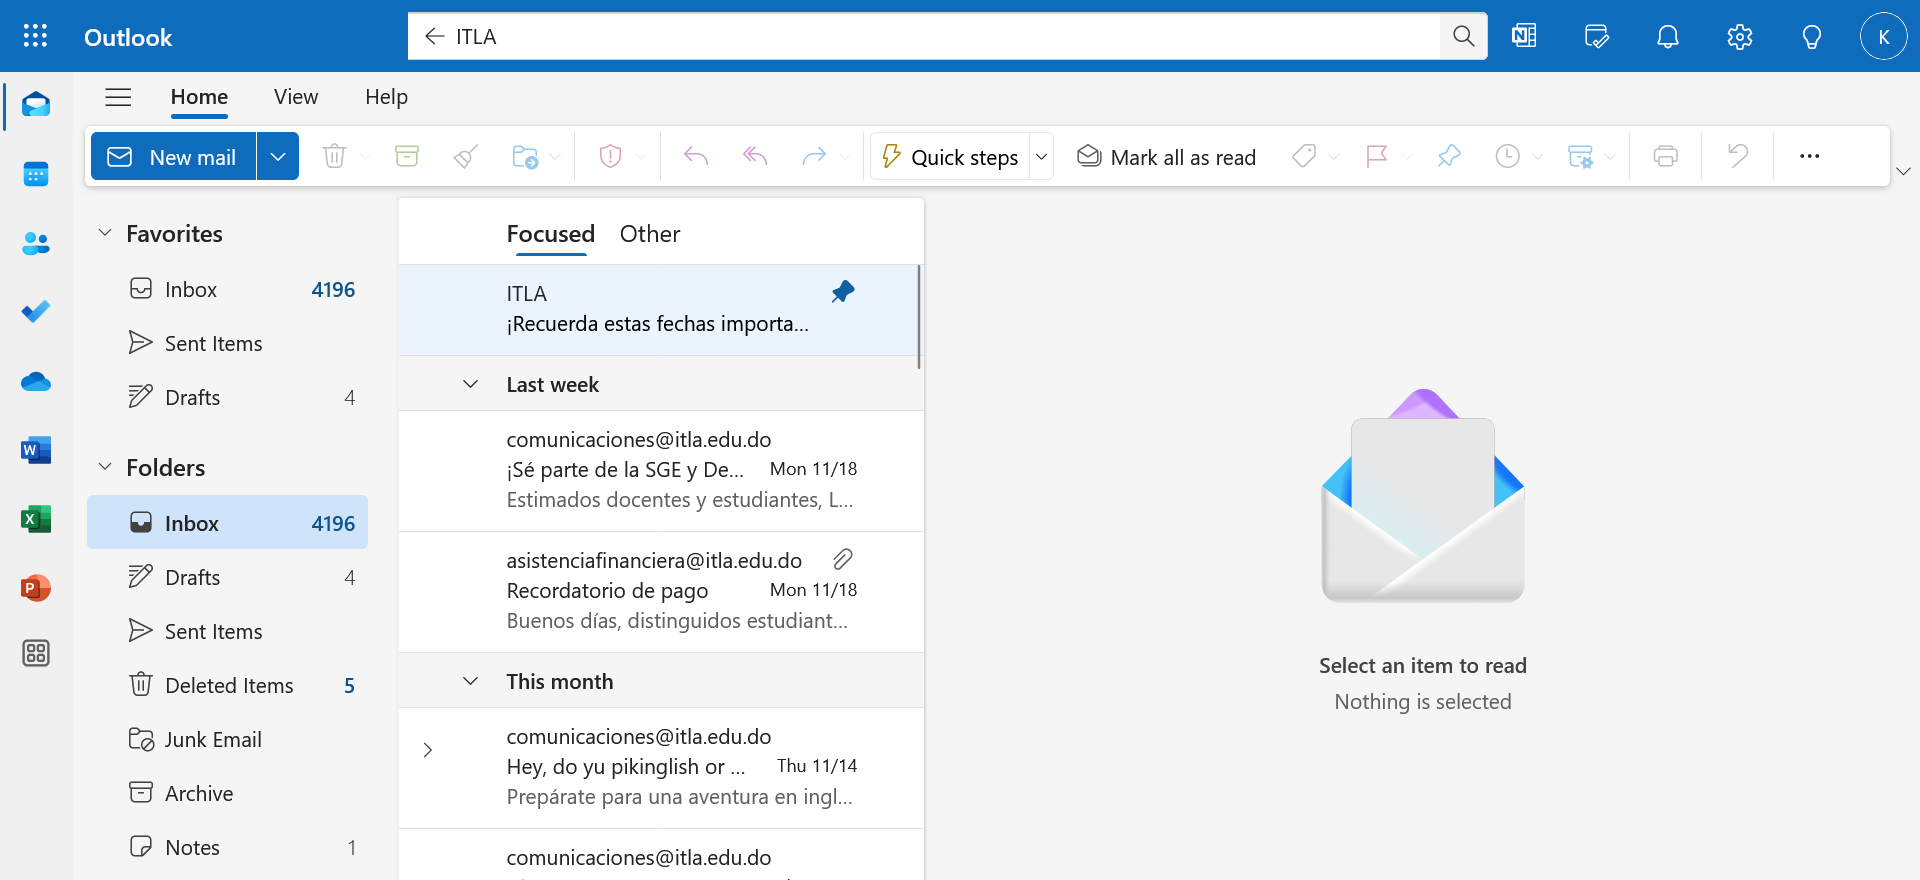 Outlook
ITLA
K
Home View Help
New mail
Quick steps
Mark all as read
Favorites
Inbox 4196
Sent Items
Drafts 4
Folders
Inbox 4196
Drafts 4
Sent Items
Deleted Items 5
Junk Email
Archive
Notes 1
Focused Other
ITLA
¡Recuerda estas fechas importa...
Last week
comunicaciones@itla.edu.do
¡Sé parte de la SGE y De... Mon 11/18
Estimados docentes y estudiantes, L...
asistenciafinanciera@itla.edu.do
Recordatorio de pago Mon 11/18
Buenos días, distinguidos estudiant...
This month
comunicaciones@itla.edu.do
Hey, do yu pikinglish or ... Thu 11/14
Prepárate para una aventura en ingl...
comunicaciones@itla.edu.do
Select an item to read
Nothing is selected